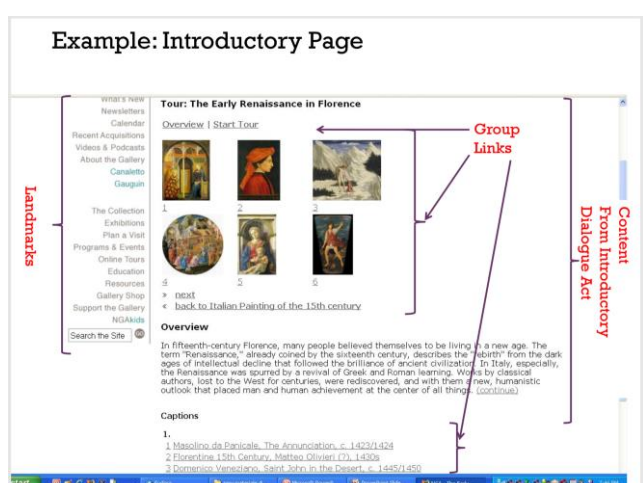 Example: Introductory Page
What's New
Newsletters
Calendar
Recent Acquisitions
Videos & Podcasts
About the Gallery
Canaletto
Gauguin
The Collection
Exhibitions
Plan a Visit
Programs & Events
Online Tours
Education
Resources
Gallery Shop
Support the Gallery
NGAkids
Search the Site
Landmarks
Tour: The Early Renaissance in Florence
Overview | Start Tour
1 2 3
4 5 6
» next
« back to Italian Painting of the 15th century
Overview
In fifteenth-century Florence, many people believed themselves to be living in a new age. The
term "Renaissance," already coined by the sixteenth century, describes the "rebirth" from the dark
ages of intellectual decline that followed the brilliance of ancient civilization. In Italy, especially,
the Renaissance was spurred by a revival of Greek and Roman learning. Works by classical
authors, lost to the West for centuries, were rediscovered, and with them a new, humanistic
outlook that placed man and human achievement at the center of all things. (continue)
Captions
1.
1 Masolino da Panicale, The Annunciation, c. 1423/1424
2 Florentine 15th Century, Matteo Olivieri (?), 1430s
3 Domenico Veneziano, Saint John in the Desert, c. 1445/1450
Group
Links
Content
From Introductory
Dialogue Act